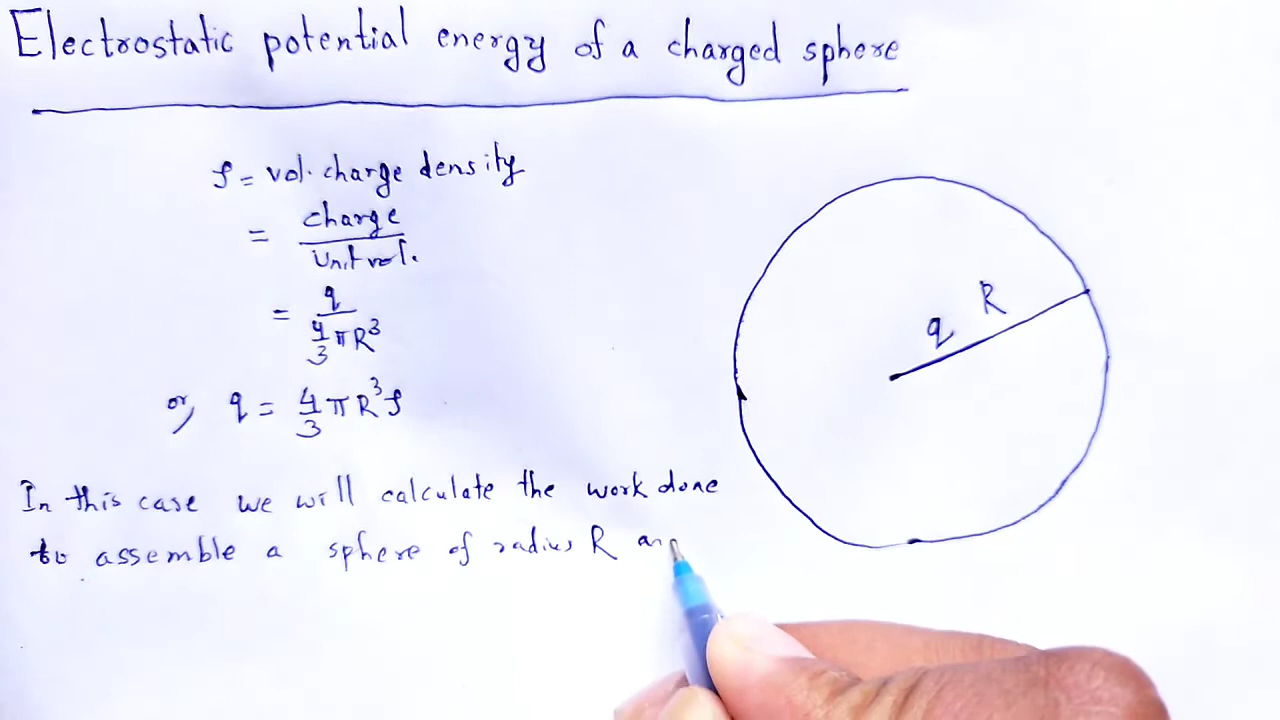 Electrostatic potential energy of a charged sphere
ρ = vol. charge density
= charge / Unit vol.
= q / 4/3 πR³
or, q = 4/3 πR³ρ
q R
In this case we will calculate the work done
to assemble a sphere of radius R an